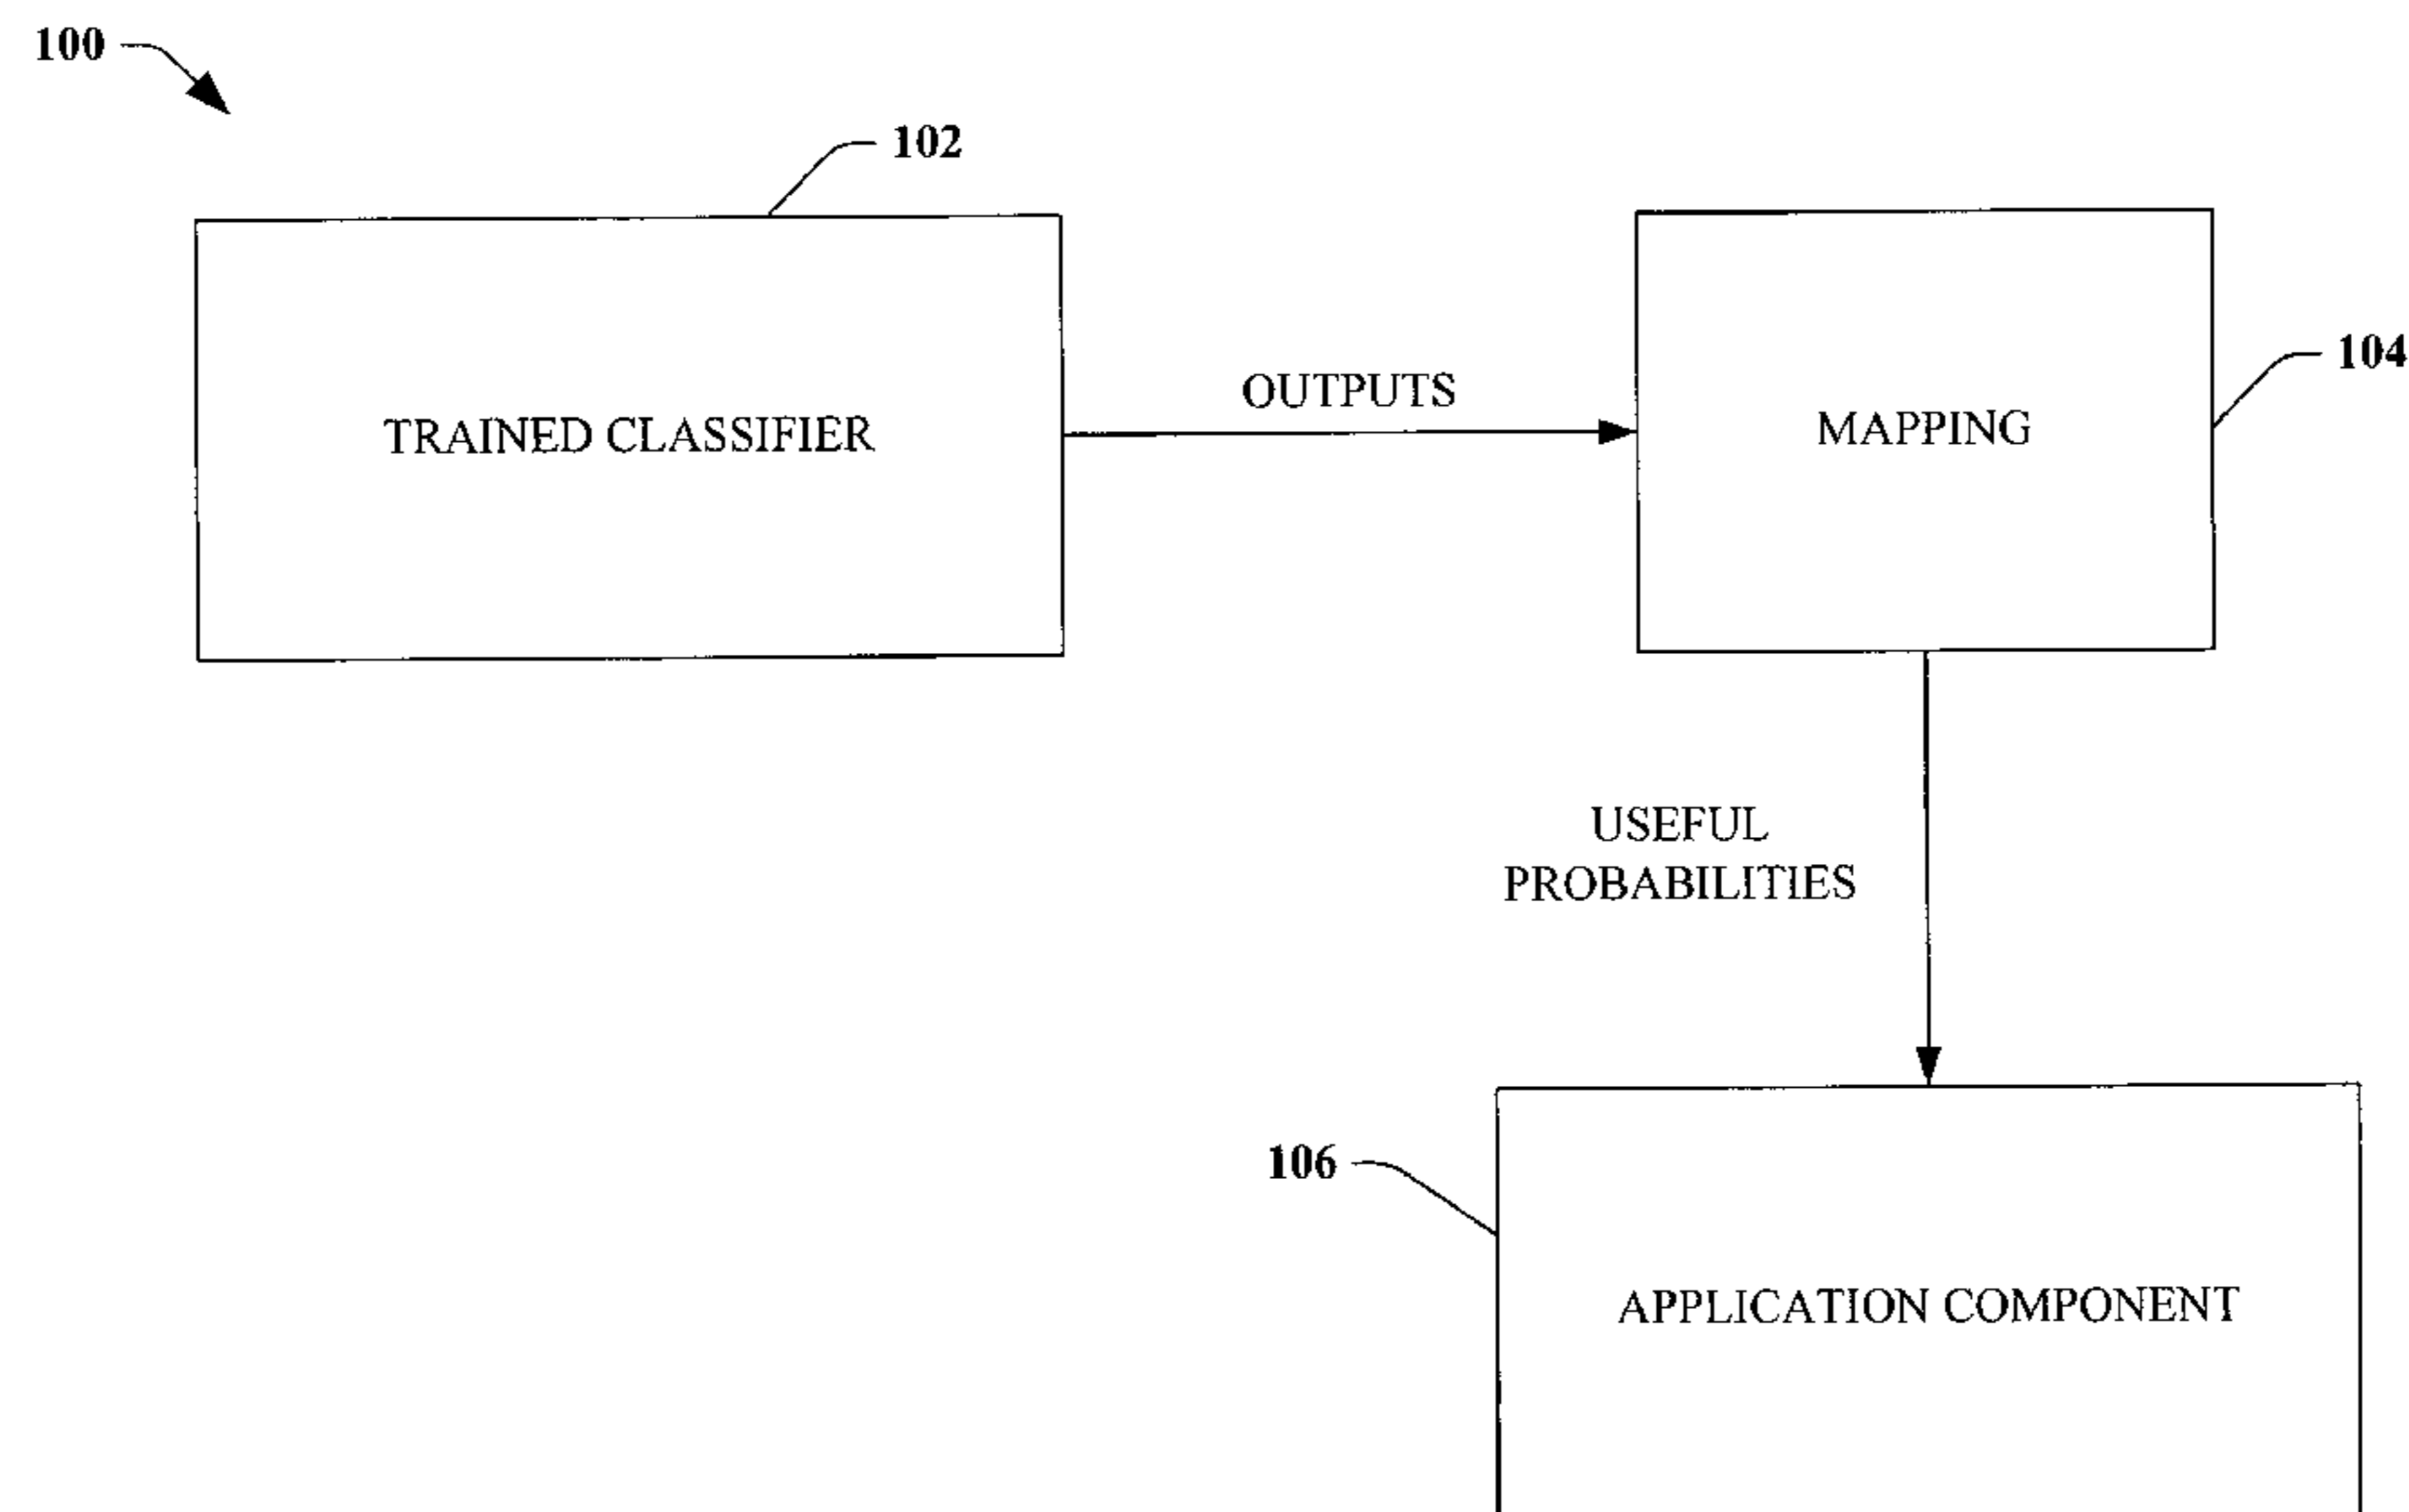 100
102
104
TRAINED CLASSIFIER
OUTPUTS
MAPPING
USEFUL
PROBABILITIES
106
APPLICATION COMPONENT